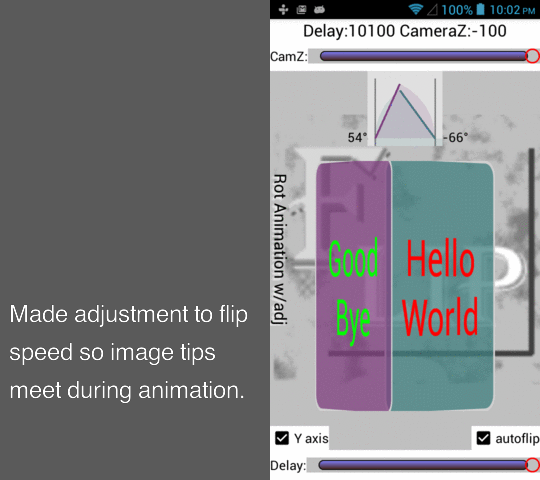 Made adjustment to flip
speed so image tips
meet during animation.
100% 10:02 PM
Delay:10100 CameraZ:-100
CamZ:
54° -66°
Rot Animation w/adj
Good
Bye
Hello
World
Y axis
autoflip
Delay: